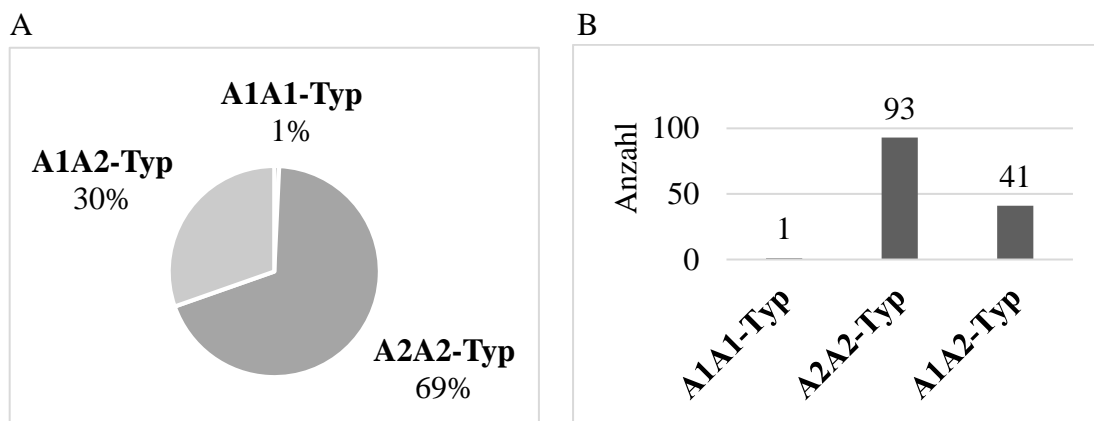 A
A1A1-Typ
1%
A1A2-Typ
30%
A2A2-Typ
69%
B
Anzahl
100
50
0
1
93
41
A1A1-Typ
A2A2-Typ
A1A2-Typ